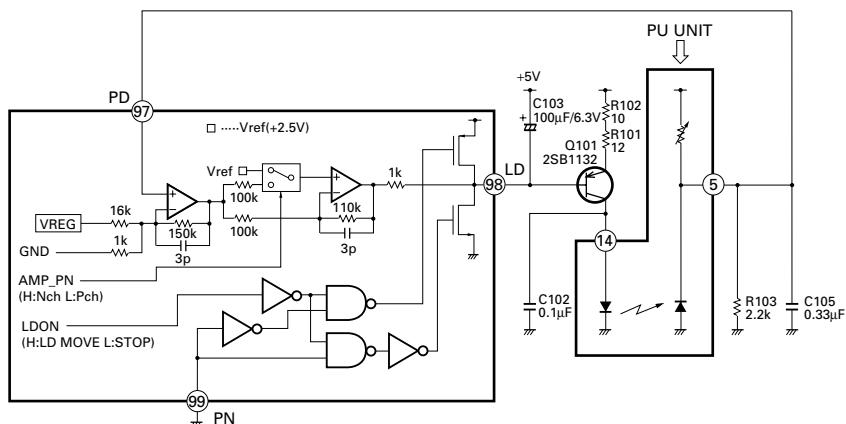 PU UNIT
+5V
PD
97
C103
100μF/6.3V
+
R102
10
R101
12
□ ·····Vref(+2.5V)
Q101
2SB1132
Vref
1k
LD
98
5
+
−
100k
+
−
110k
3p
VREG
16k
150k
3p
100k
GND
1k
14
AMP_PN
(H:Nch L:Pch)
LDON
(H:LD MOVE L:STOP)
C102
0.1μF
R103
2.2k
C105
0.33μF
99
PN